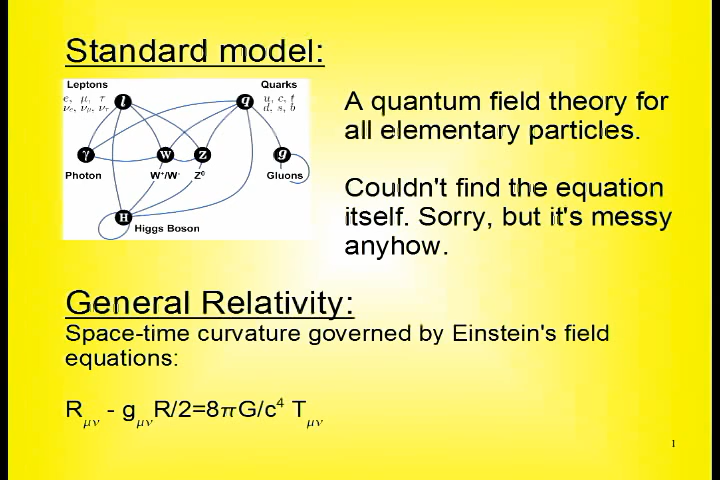 Standard model:
Leptons
Quarks
e, μ, τ
l
q
u, c, t
νe, νμ, ντ
d, s, b
γ
W
Z
g
Photon
W⁺/W⁻
Z⁰
Gluons
H
Higgs Boson
A quantum field theory for
all elementary particles.
Couldn't find the equation
itself. Sorry, but it's messy
anyhow.
General Relativity:
Space-time curvature governed by Einstein's field
equations:
Rμν - gμνR/2=8πG/c⁴ Tμν
1